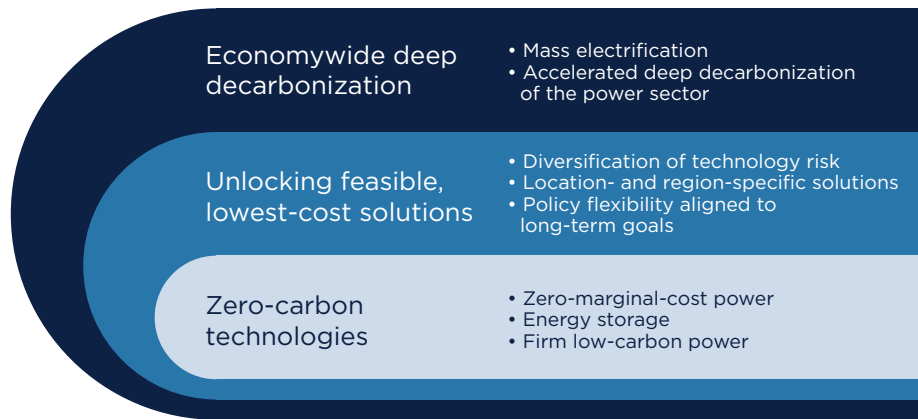 Economywide deep
decarbonization
• Mass electrification
• Accelerated deep decarbonization
of the power sector
Unlocking feasible,
lowest-cost solutions
• Diversification of technology risk
• Location- and region-specific solutions
• Policy flexibility aligned to
long-term goals
Zero-carbon
technologies
• Zero-marginal-cost power
• Energy storage
• Firm low-carbon power